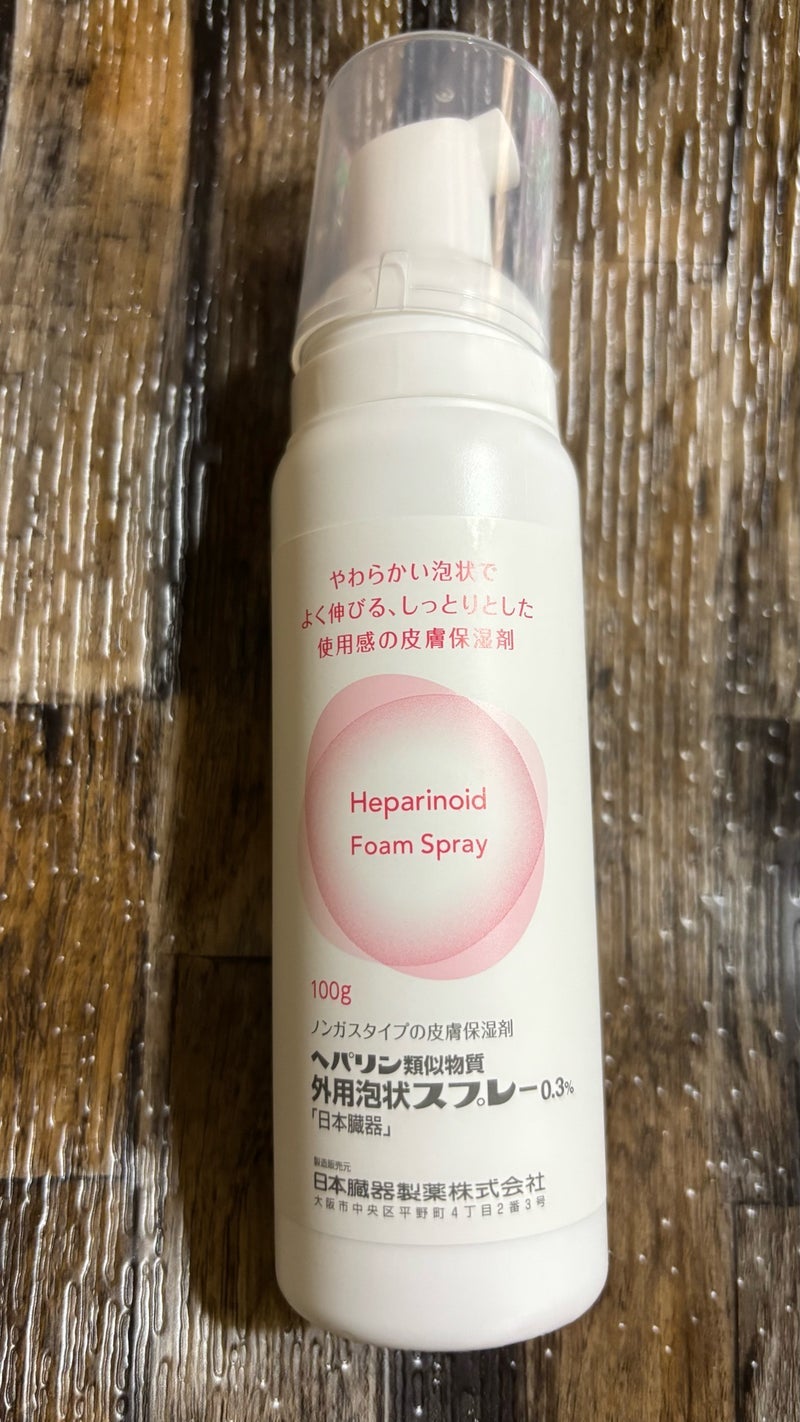 やわらかい泡状で
よく伸びる、しっとりとした
使用感の皮膚保湿剤
Heparinoid
Foam Spray
100g
ノンガスタイプの皮膚保湿剤
ヘパリン類似物質
外用泡状スプレー0.3%
「日本臓器」
製造販売元
日本臓器製薬株式会社
大阪市中央区平野町4丁目2番3号